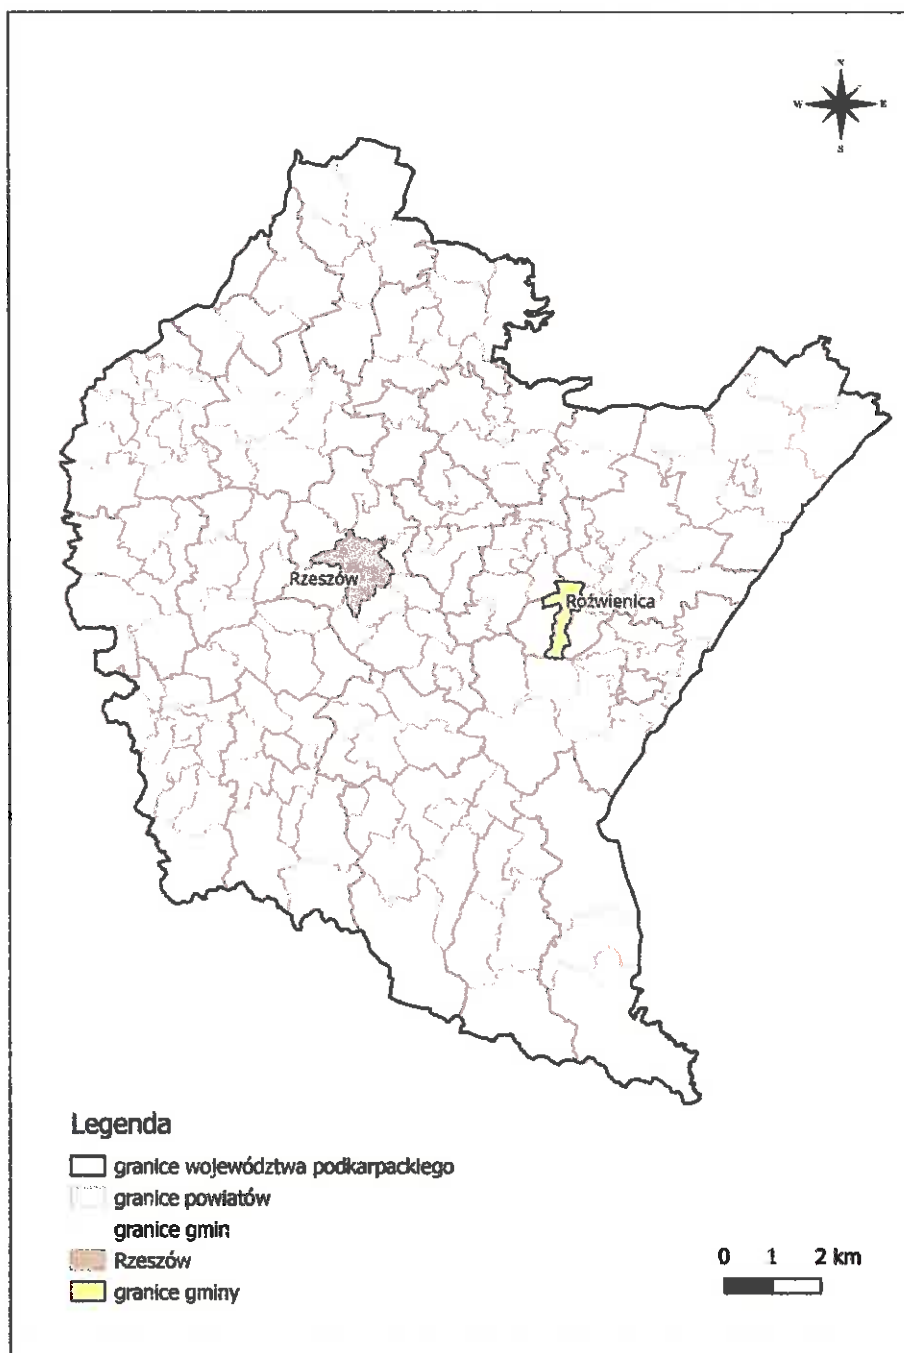 N
W E
S
Rzeszów
Roźwienica
Legenda
granice województwa podkarpackiego
granice powiatów
granice gmin
Rzeszów
granice gminy
0 1 2 km